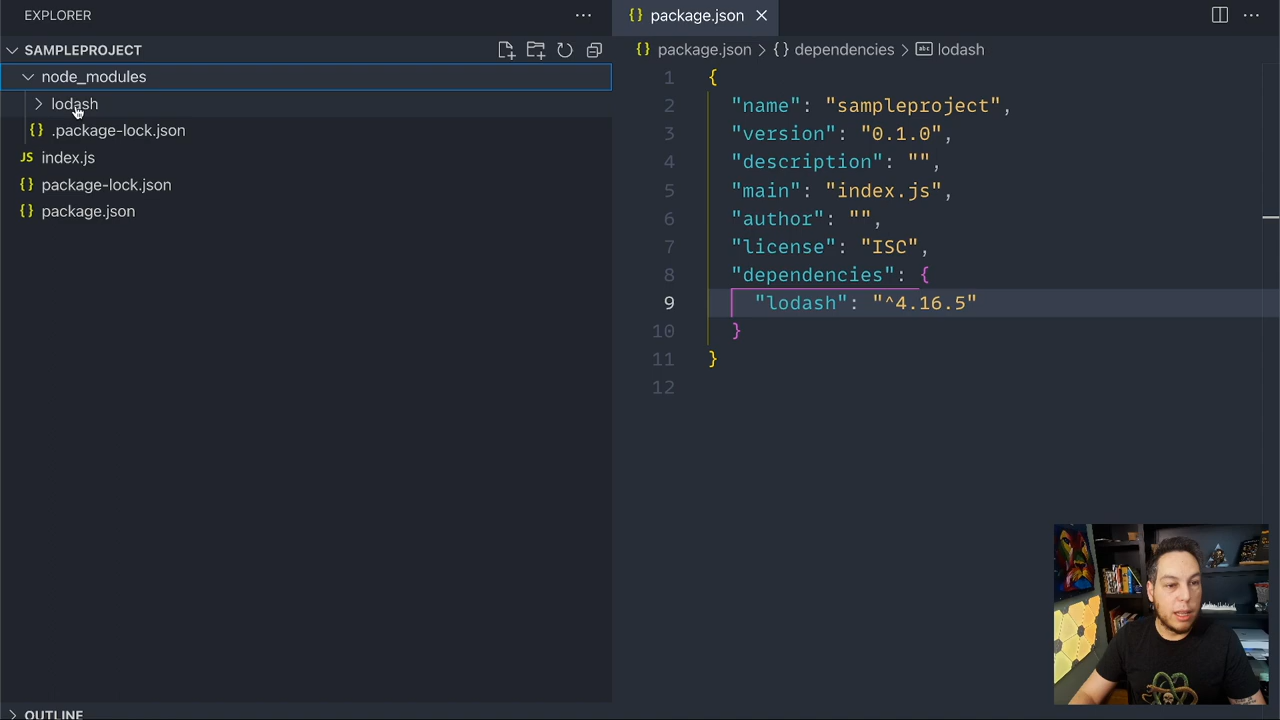 EXPLORER
SAMPLEPROJECT
node_modules
lodash
.package-lock.json
JS index.js
{} package-lock.json
{} package.json
OUTLINE
{} package.json
{} package.json > {} dependencies > abc lodash
1 {
2 "name": "sampleproject",
3 "version": "0.1.0",
4 "description": "",
5 "main": "index.js",
6 "author": "",
7 "license": "ISC",
8 "dependencies": {
9 "lodash": "^4.16.5"
10 }
11 }
12